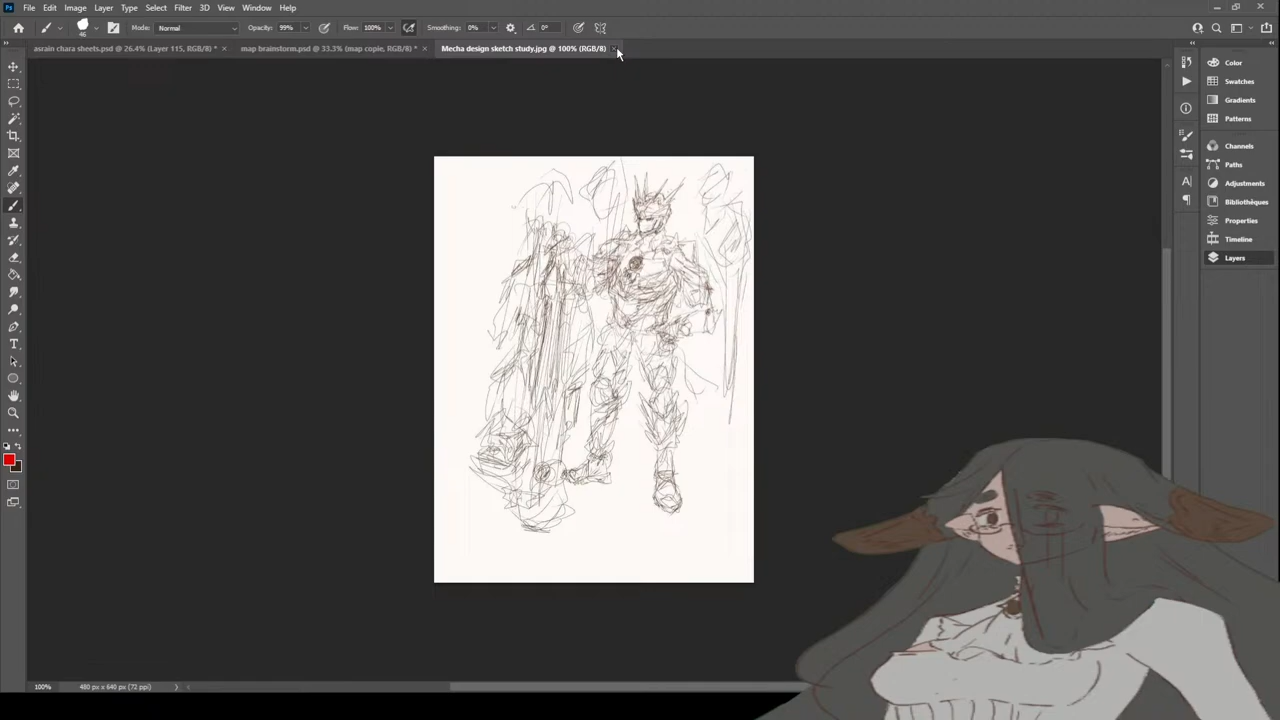 Ps File Edit Image Layer Type Select Filter 3D View Window Help
46 Mode: Normal Opacity: 99% Flow: 100% Smoothing: 0% 0°
asrain chara sheets.psd @ 26.4% (Layer 115, RGB/8) * map brainstorm.psd @ 33.3% (map copie, RGB/8) * Mecha design sketch study.jpg @ 100% (RGB/8)
Color
Swatches
Gradients
Patterns
Channels
Paths
Adjustments
Bibliothèques
Properties
Timeline
Layers
100% 480 px x 640 px (72 ppi)